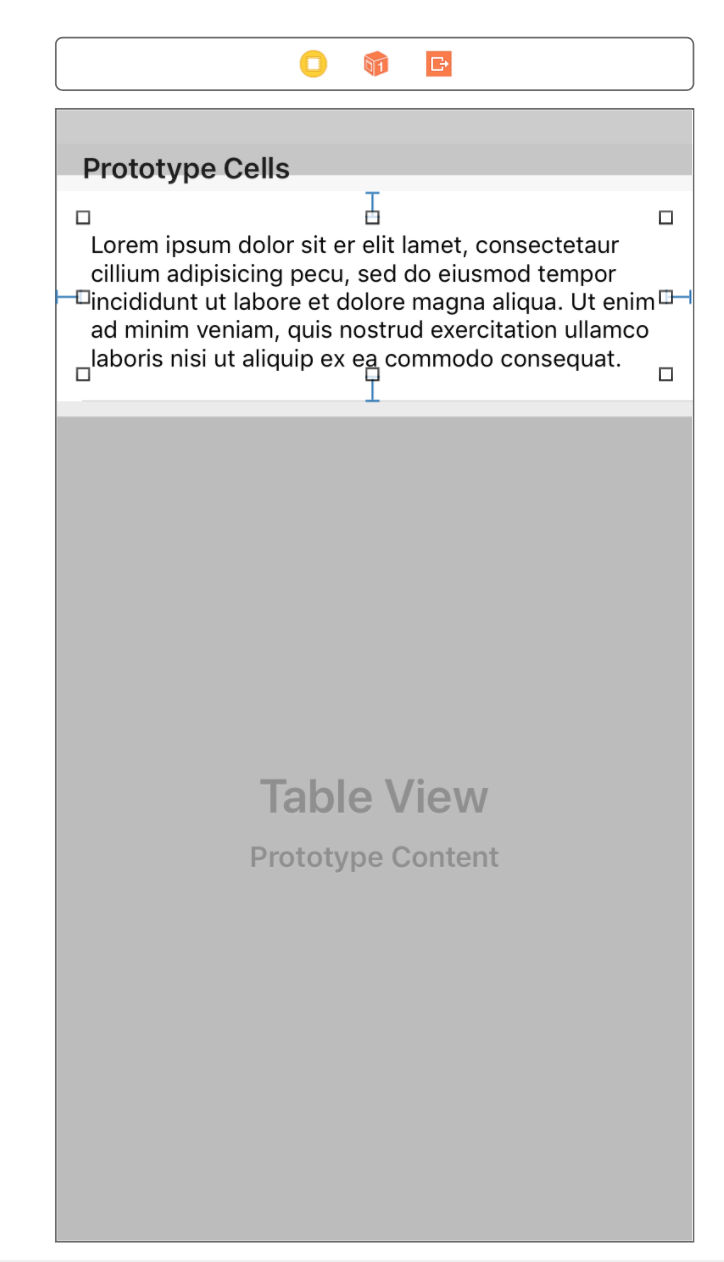 Prototype Cells
Lorem ipsum dolor sit er elit lamet, consectetaur
cillium adipisicing pecu, sed do eiusmod tempor
incididunt ut labore et dolore magna aliqua. Ut enim
ad minim veniam, quis nostrud exercitation ullamco
laboris nisi ut aliquip ex ea commodo consequat.
Table View
Prototype Content